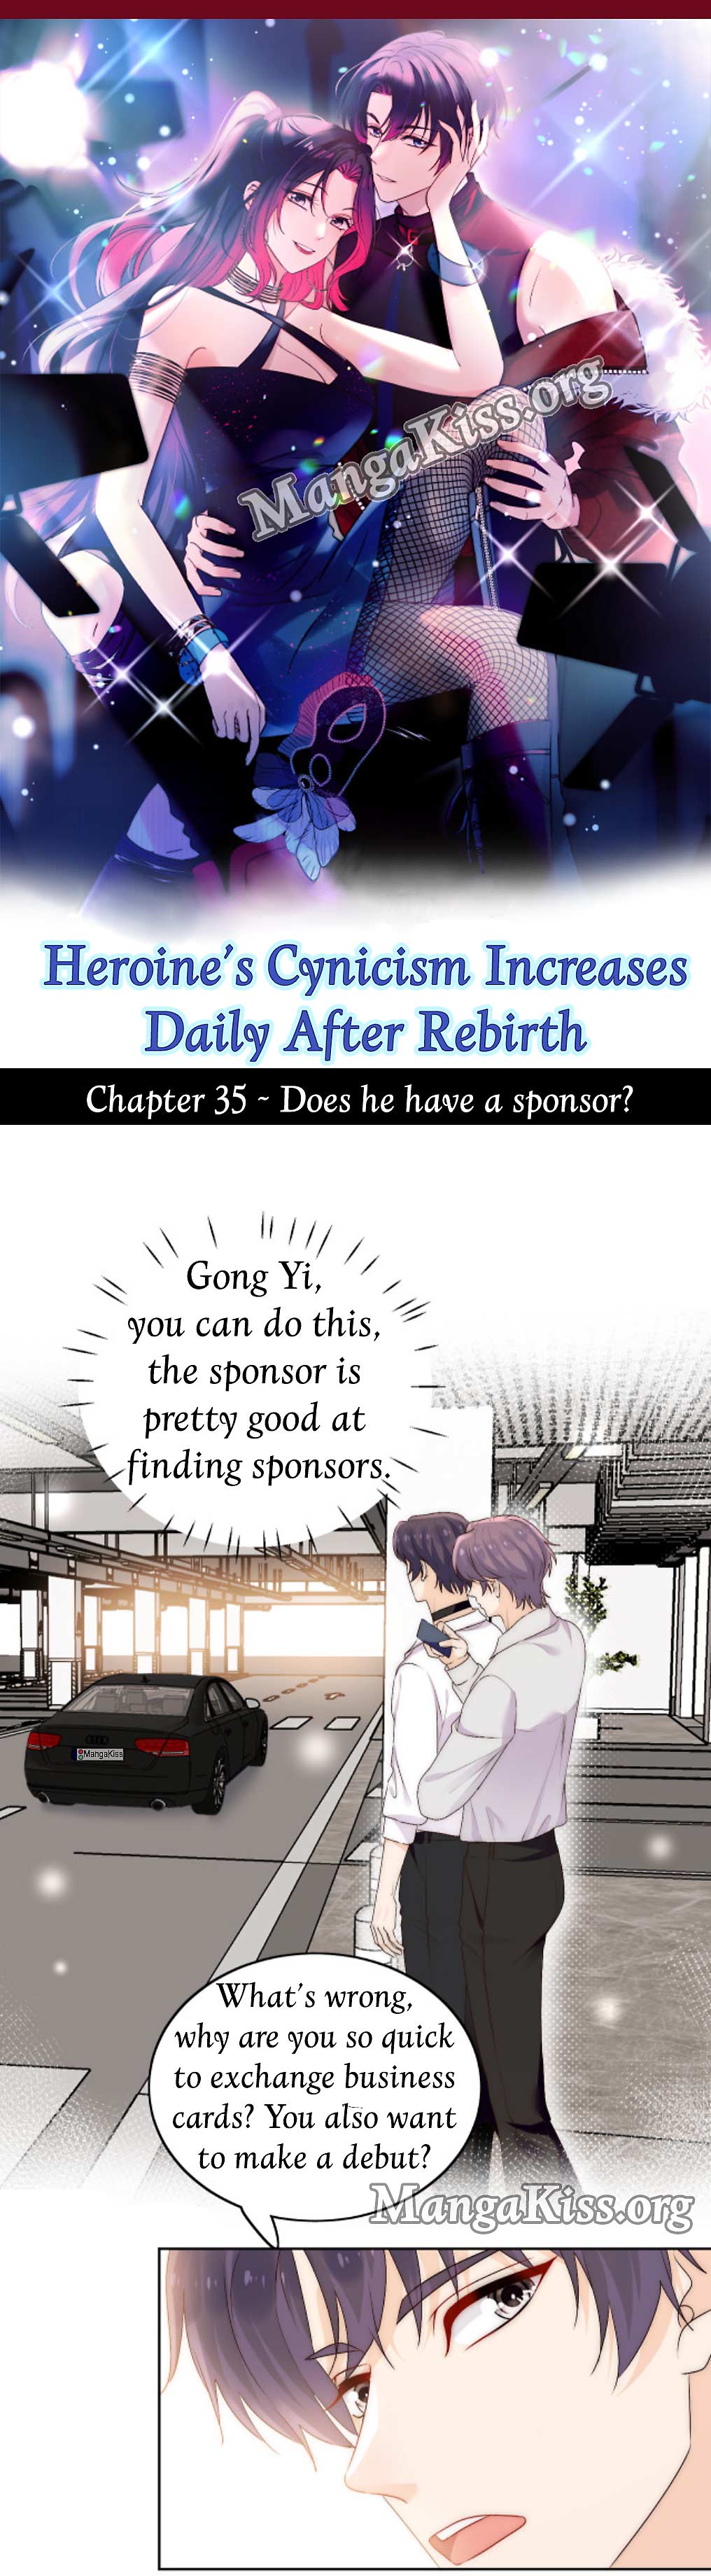 MangaKiss.org
Heroine's Cynicism Increases
Daily After Rebirth
Chapter 35 ~ Does he have a sponsor?
Gong Yi,
you can do this,
the sponsor is
pretty good at
finding sponsors.
MangaKiss
What's wrong,
why are you so quick
to exchange business
cards? You also want
to make a debut?
MangaKiss.org